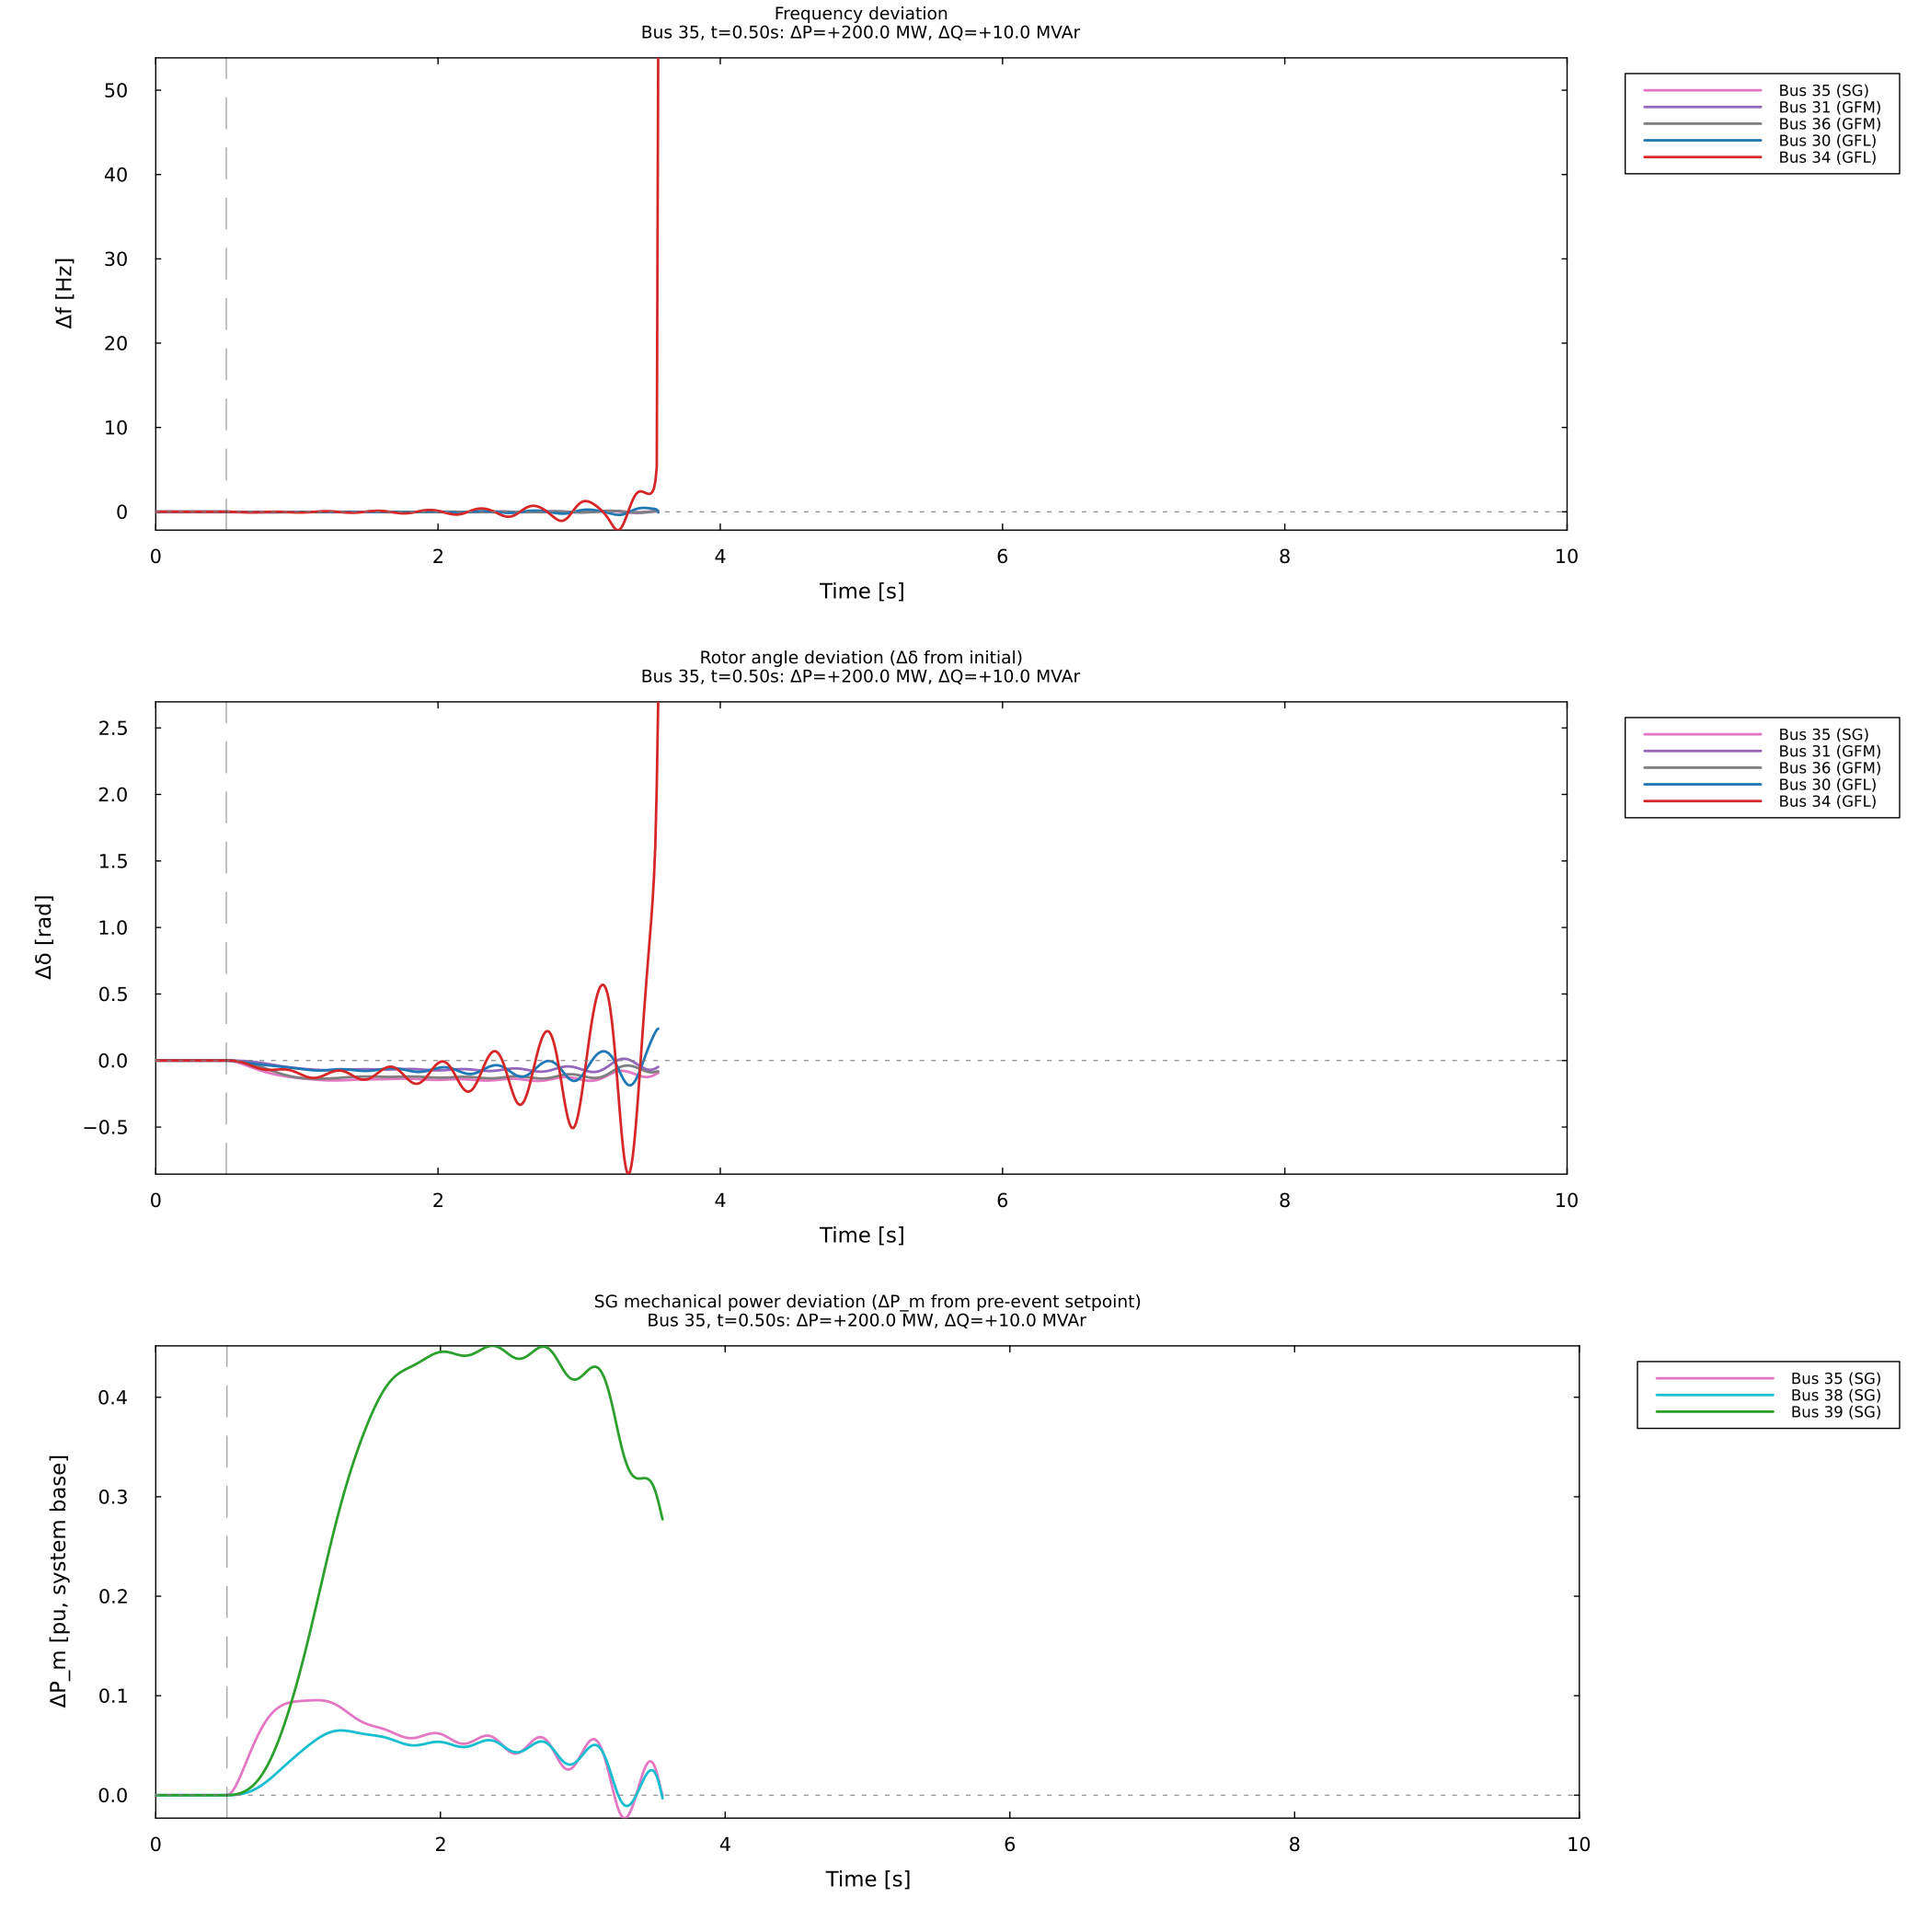 Frequency deviation
Bus 35, t=0.50s: ΔP=+200.0 MW, ΔQ=+10.0 MVAr
Δf [Hz]
50
40
30
20
10
0
0 2 4 6 8 10
Time [s]
Bus 35 (SG)
Bus 31 (GFM)
Bus 36 (GFM)
Bus 30 (GFL)
Bus 34 (GFL)
Rotor angle deviation (Δδ from initial)
Bus 35, t=0.50s: ΔP=+200.0 MW, ΔQ=+10.0 MVAr
Δδ [rad]
2.5
2.0
1.5
1.0
0.5
0.0
−0.5
0 2 4 6 8 10
Time [s]
Bus 35 (SG)
Bus 31 (GFM)
Bus 36 (GFM)
Bus 30 (GFL)
Bus 34 (GFL)
SG mechanical power deviation (ΔP_m from pre-event setpoint)
Bus 35, t=0.50s: ΔP=+200.0 MW, ΔQ=+10.0 MVAr
ΔP_m [pu, system base]
0.4
0.3
0.2
0.1
0.0
0 2 4 6 8 10
Time [s]
Bus 35 (SG)
Bus 38 (SG)
Bus 39 (SG)